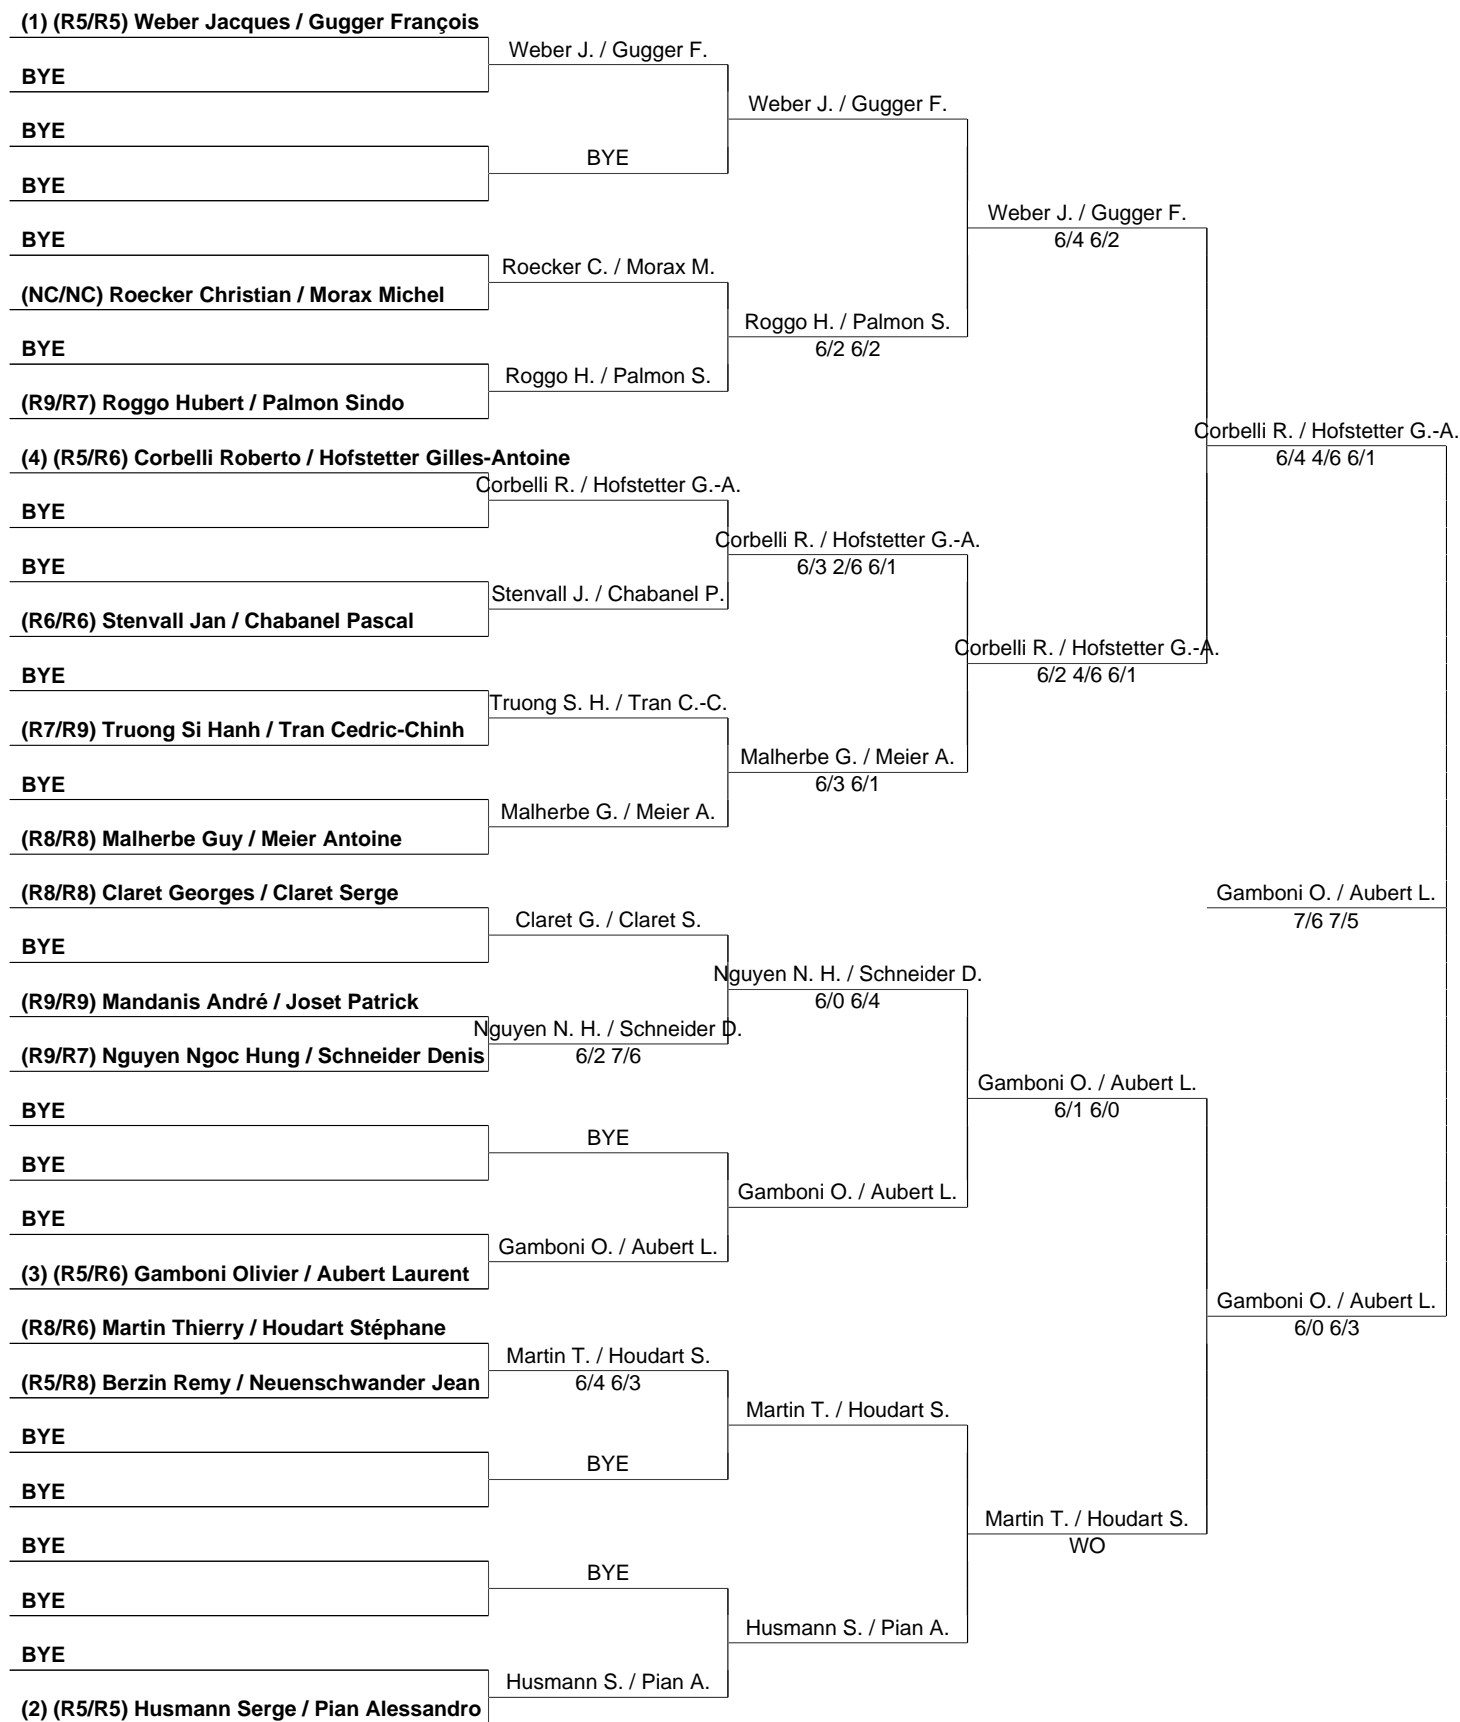 (1) (R5/R5) Weber Jacques / Gugger François
Weber J. / Gugger F.
BYE
Weber J. / Gugger F.
BYE
BYE
BYE
Weber J. / Gugger F.
6/4 6/2
BYE
Roecker C. / Morax M.
(NC/NC) Roecker Christian / Morax Michel
Roggo H. / Palmon S.
6/2 6/2
BYE
Roggo H. / Palmon S.
(R9/R7) Roggo Hubert / Palmon Sindo
Corbelli R. / Hofstetter G.-A.
6/4 4/6 6/1
(4) (R5/R6) Corbelli Roberto / Hofstetter Gilles-Antoine
Corbelli R. / Hofstetter G.-A.
BYE
Corbelli R. / Hofstetter G.-A.
6/3 2/6 6/1
BYE
Stenvall J. / Chabanel P.
(R6/R6) Stenvall Jan / Chabanel Pascal
Corbelli R. / Hofstetter G.-A.
6/2 4/6 6/1
BYE
Truong S. H. / Tran C.-C.
(R7/R9) Truong Si Hanh / Tran Cedric-Chinh
Malherbe G. / Meier A.
6/3 6/1
BYE
Malherbe G. / Meier A.
(R8/R8) Malherbe Guy / Meier Antoine
(R8/R8) Claret Georges / Claret Serge
Gamboni O. / Aubert L.
7/6 7/5
Claret G. / Claret S.
BYE
Nguyen N. H. / Schneider D.
6/0 6/4
(R9/R9) Mandanis André / Joset Patrick
Nguyen N. H. / Schneider D.
6/2 7/6
(R9/R7) Nguyen Ngoc Hung / Schneider Denis
Gamboni O. / Aubert L.
6/1 6/0
BYE
BYE
BYE
Gamboni O. / Aubert L.
BYE
Gamboni O. / Aubert L.
(3) (R5/R6) Gamboni Olivier / Aubert Laurent
Gamboni O. / Aubert L.
6/0 6/3
(R8/R6) Martin Thierry / Houdart Stéphane
Martin T. / Houdart S.
6/4 6/3
(R5/R8) Berzin Remy / Neuenschwander Jean
Martin T. / Houdart S.
BYE
BYE
BYE
Martin T. / Houdart S.
WO
BYE
BYE
BYE
Husmann S. / Pian A.
BYE
Husmann S. / Pian A.
(2) (R5/R5) Husmann Serge / Pian Alessandro